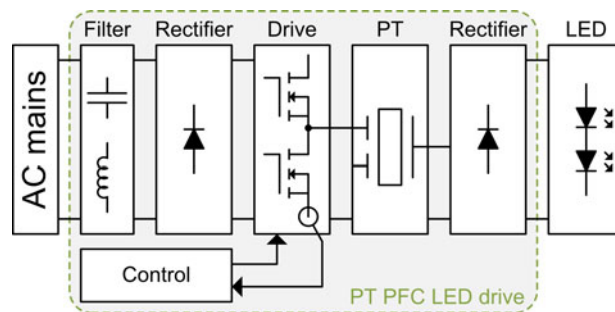 Filter
Rectifier
Drive
PT
Rectifier
LED
AC mains
Control
PT PFC LED drive